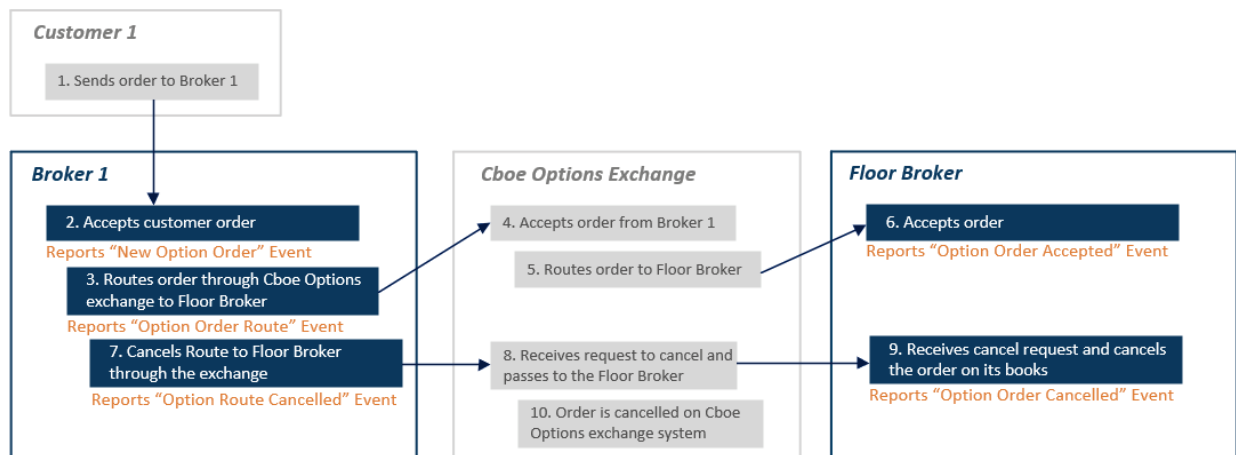 Customer 1
1. Sends order to Broker 1
Broker 1
2. Accepts customer order
Reports “New Option Order” Event
3. Routes order through Cboe Options
exchange to Floor Broker
Reports “Option Order Route” Event
7. Cancels Route to Floor Broker
through the exchange
Reports “Option Route Cancelled” Event
Cboe Options Exchange
4. Accepts order from Broker 1
5. Routes order to Floor Broker
8. Receives request to cancel and
passes to the Floor Broker
10. Order is cancelled on Cboe
Options exchange system
Floor Broker
6. Accepts order
Reports “Option Order Accepted” Event
9. Receives cancel request and cancels
the order on its books
Reports “Option Order Cancelled” Event